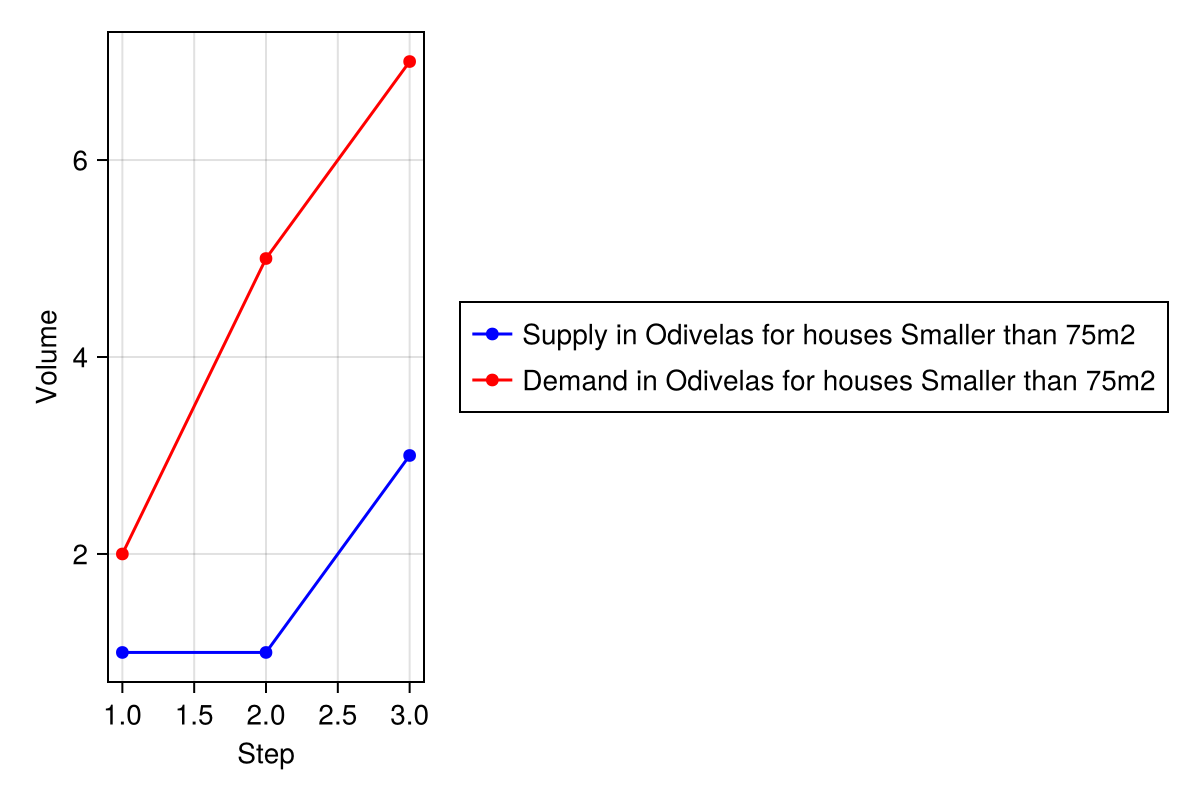 6
4
2
Volume
1.0 1.5 2.0 2.5 3.0
Step
Supply in Odivelas for houses Smaller than 75m2
Demand in Odivelas for houses Smaller than 75m2